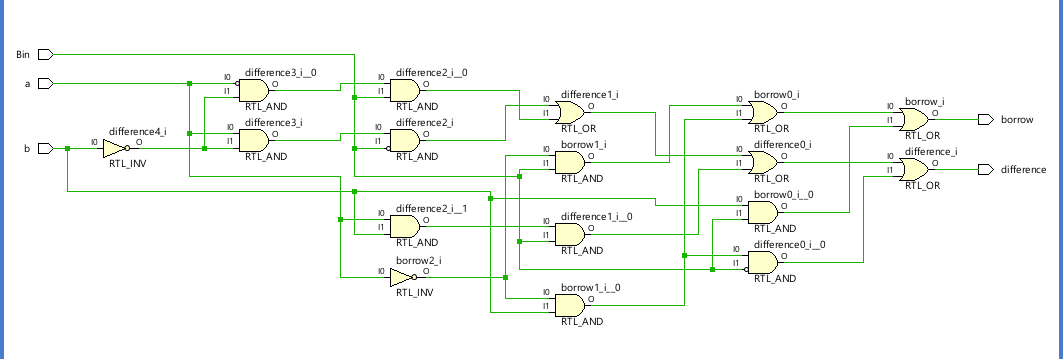 Bin
a
b
difference4_i
I0
O
RTL_INV
difference3_i__0
I0
I1
O
RTL_AND
difference3_i
I0
I1
O
RTL_AND
difference2_i__0
I0
I1
O
RTL_AND
difference2_i
I0
I1
O
RTL_AND
difference2_i__1
I0
I1
O
RTL_AND
borrow2_i
I0
O
RTL_INV
difference1_i
I0
I1
O
RTL_OR
borrow1_i
I0
I1
O
RTL_AND
difference1_i__0
I0
I1
O
RTL_AND
borrow1_i__0
I0
I1
O
RTL_AND
borrow0_i
I0
I1
O
RTL_OR
difference0_i
I0
I1
O
RTL_OR
borrow0_i__0
I0
I1
O
RTL_AND
difference0_i__0
I0
I1
O
RTL_AND
borrow_i
I0
I1
O
RTL_OR
difference_i
I0
I1
O
RTL_OR
borrow
difference